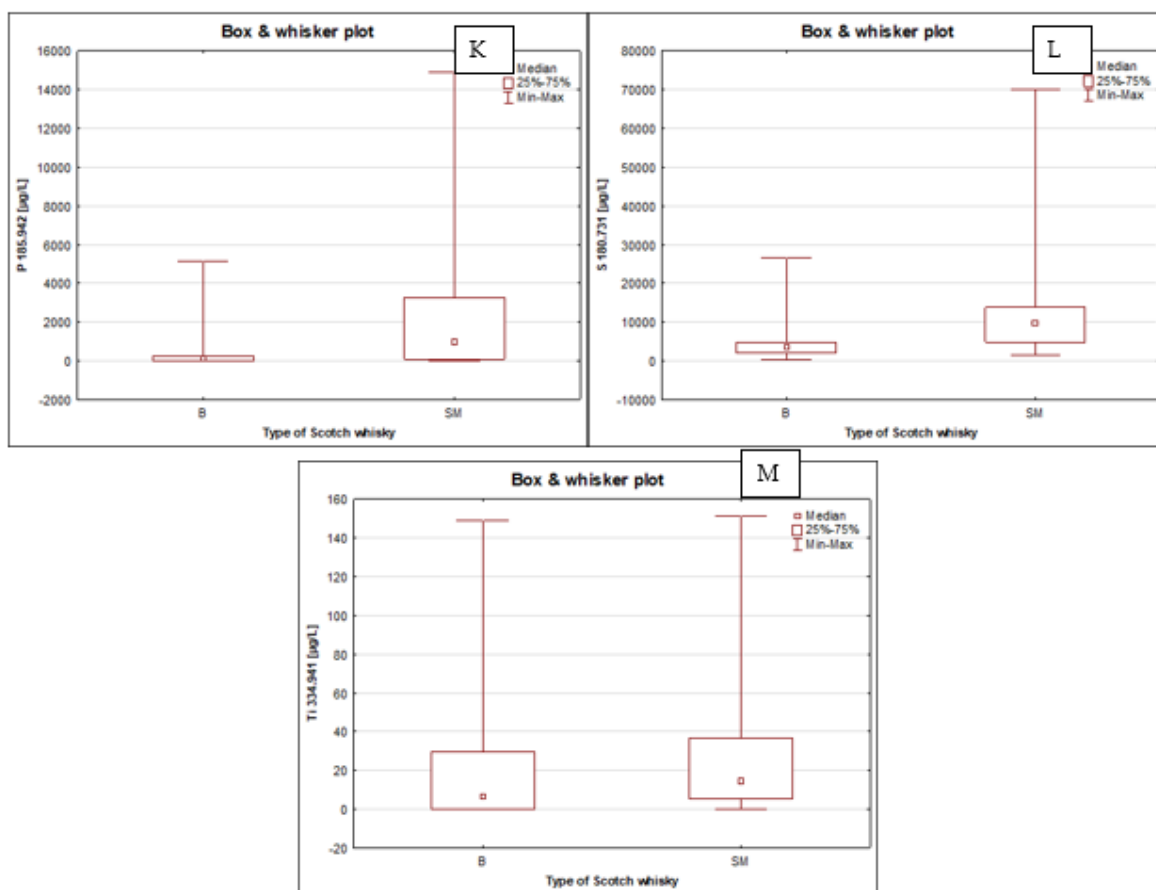 Box & whisker plot
K
Median
25%-75%
Min-Max
16000
14000
12000
10000
8000
6000
4000
2000
0
-2000
P 185.942 [µg/L]
B
SM
Type of Scotch whisky
Box & whisker plot
L
Median
25%-75%
Min-Max
80000
70000
60000
50000
40000
30000
20000
10000
0
-10000
S 180.731 [µg/L]
B
SM
Type of Scotch whisky
Box & whisker plot
M
Median
25%-75%
Min-Max
160
140
120
100
80
60
40
20
0
-20
Ti 334.941 [µg/L]
B
SM
Type of Scotch whisky